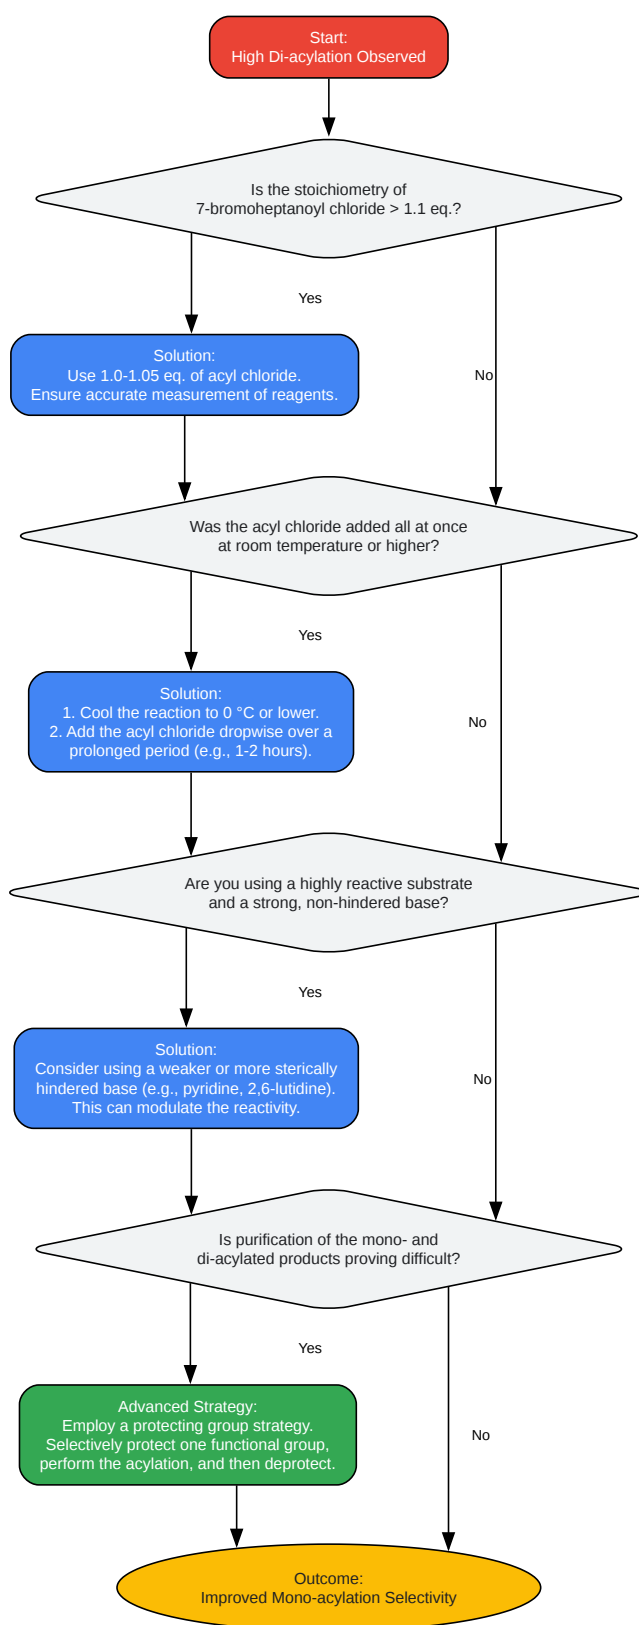 Start:
High Di-acylation Observed
Is the stoichiometry of
7-bromoheptanoyl chloride > 1.1 eq.?
Yes
Solution:
Use 1.0-1.05 eq. of acyl chloride.
Ensure accurate measurement of reagents.
No
Was the acyl chloride added all at once
at room temperature or higher?
Yes
Solution:
1. Cool the reaction to 0 °C or lower.
2. Add the acyl chloride dropwise over a
prolonged period (e.g., 1-2 hours).
No
Are you using a highly reactive substrate
and a strong, non-hindered base?
Yes
Solution:
Consider using a weaker or more sterically
hindered base (e.g., pyridine, 2,6-lutidine).
This can modulate the reactivity.
No
Is purification of the mono- and
di-acylated products proving difficult?
Yes
Advanced Strategy:
Employ a protecting group strategy.
Selectively protect one functional group,
perform the acylation, and then deprotect.
No
Outcome:
Improved Mono-acylation Selectivity